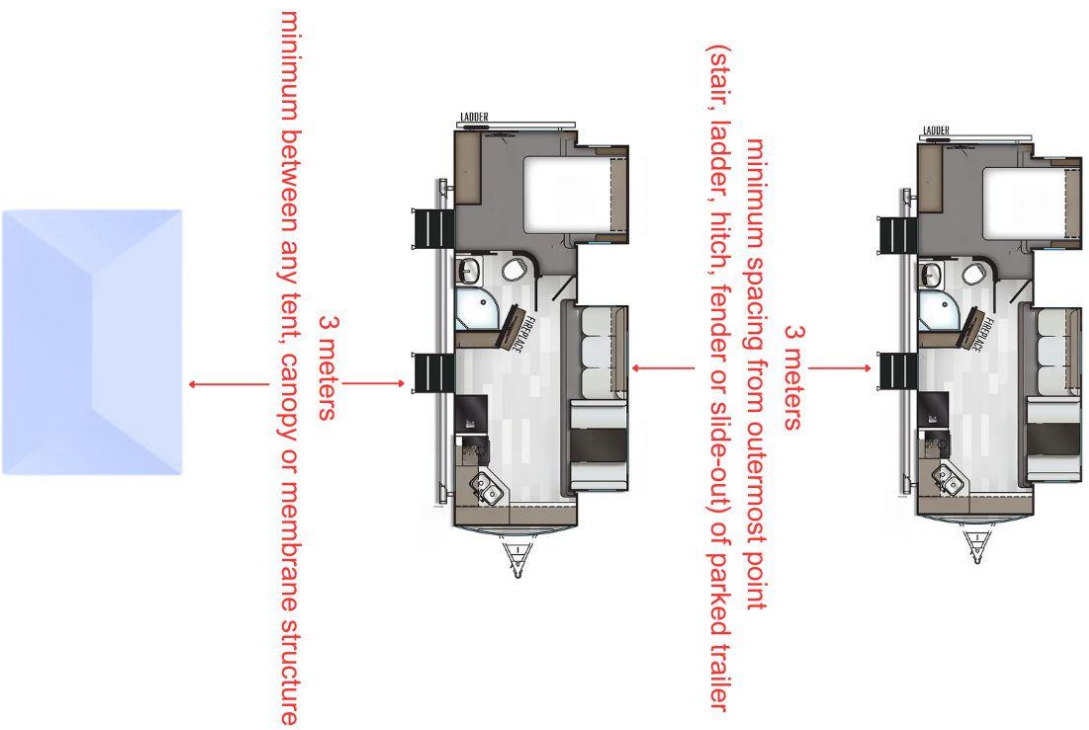 3 meters
minimum spacing from outermost point
(stair, ladder, hitch, fender or slide-out) of parked trailer
3 meters
minimum between any tent, canopy or membrane structure
LADDER
FIREPLACE
LADDER
FIREPLACE